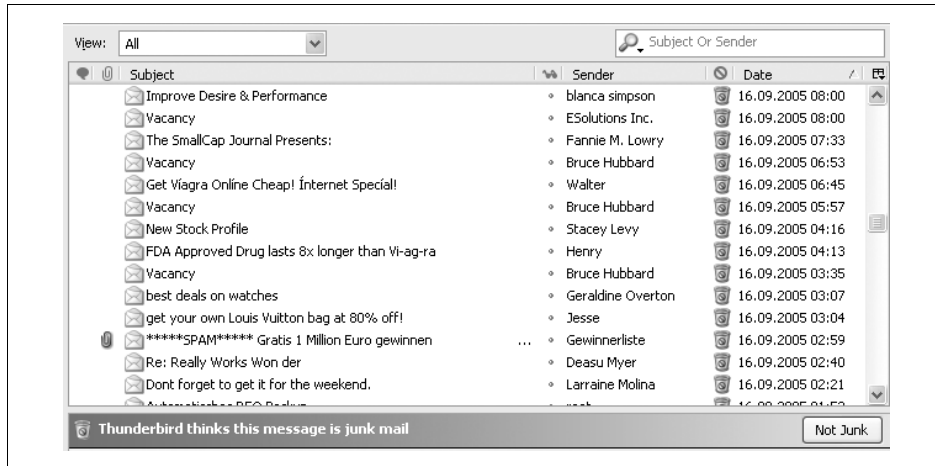 View: All Subject Or Sender
Subject Sender Date
Improve Desire & Performance blanca simpson 16.09.2005 08:00
Vacancy ESolutions Inc. 16.09.2005 08:00
The SmallCap Journal Presents: Fannie M. Lowry 16.09.2005 07:33
Vacancy Bruce Hubbard 16.09.2005 06:53
Get Víagra Onlíne Cheap! Ínternet Specíal! Walter 16.09.2005 06:45
Vacancy Bruce Hubbard 16.09.2005 05:57
New Stock Profile Stacey Levy 16.09.2005 04:16
FDA Approved Drug lasts 8x longer than Vi-ag-ra Henry 16.09.2005 04:13
Vacancy Bruce Hubbard 16.09.2005 03:35
best deals on watches Geraldine Overton 16.09.2005 03:07
get your own Louis Vuitton bag at 80% off! Jesse 16.09.2005 03:04
*****SPAM***** Gratis 1 Million Euro gewinnen ... Gewinnerliste 16.09.2005 02:59
Re: Really Works Won der Deasu Myer 16.09.2005 02:40
Dont forget to get it for the weekend. Larraine Molina 16.09.2005 02:21
Thunderbird thinks this message is junk mail Not Junk